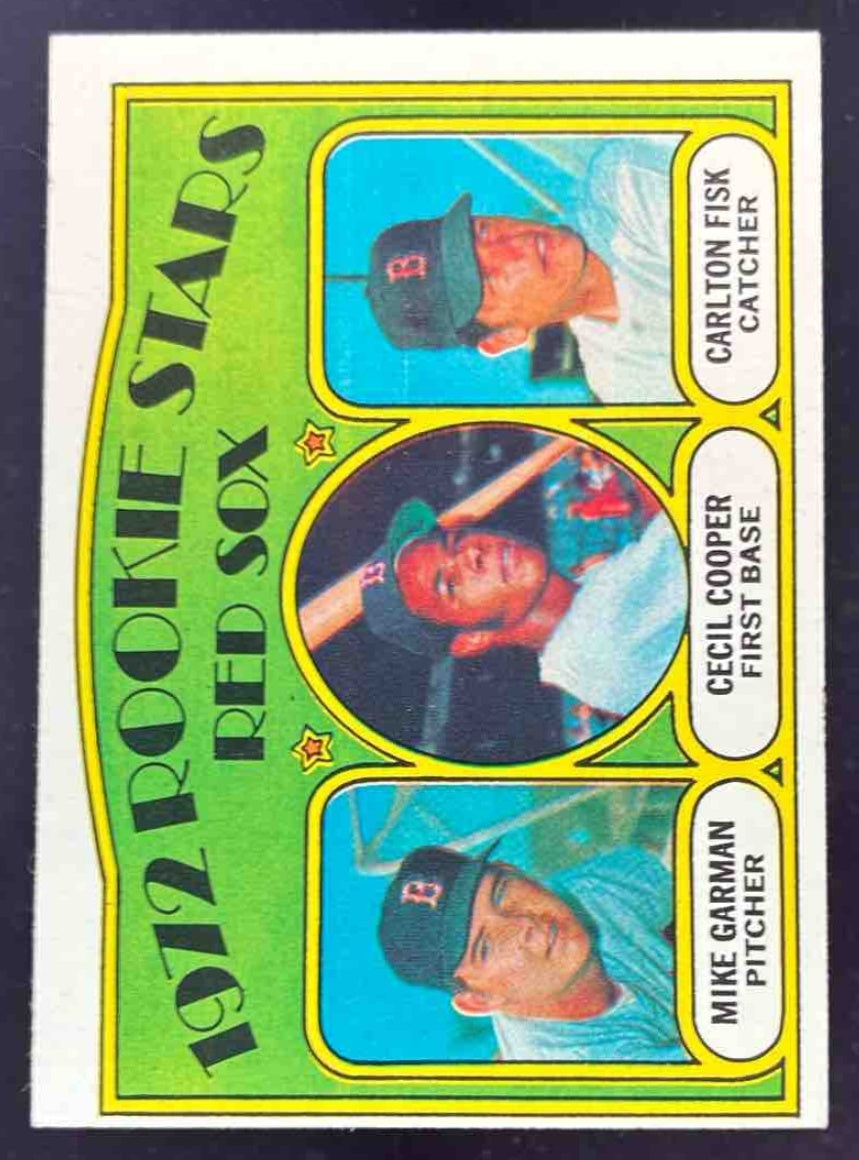 1972 ROOKIE STARS
RED SOX
MIKE GARMAN
PITCHER
CECIL COOPER
FIRST BASE
CARLTON FISK
CATCHER
B
B
B